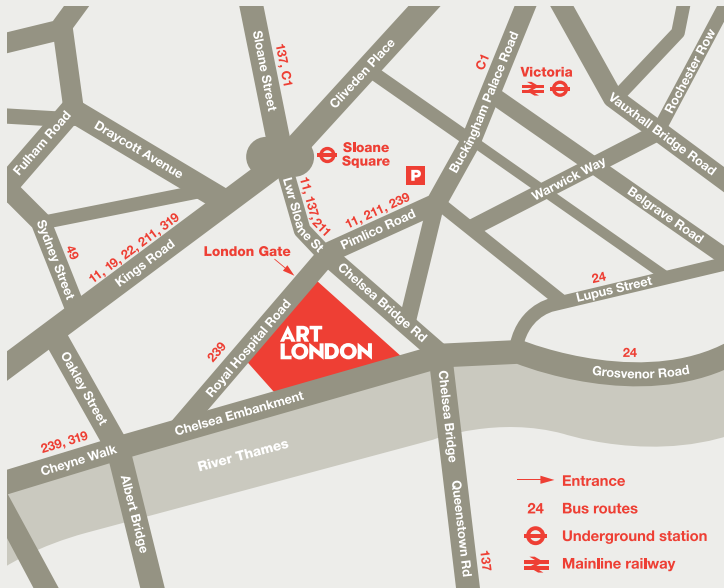 Sloane Street
137, C1
Cliveden Place
C1
Buckingham Palace Road
Victoria
Rochester Row
Vauxhall Bridge Road
Fulham Road
Draycott Avenue
Sloane
Square
P
Warwick Way
Belgrave Road
Lwr Sloane St
11, 137, 211
11, 211, 239
Pimlico Road
Sydney Street
49
11, 19, 22, 211, 319
Kings Road
London Gate
Chelsea Bridge Rd
24
Lupus Street
239
Royal Hospital Road
ART
LONDON
24
Grosvenor Road
Oakley Street
Chelsea Embankment
Chelsea Bridge
239, 319
Cheyne Walk
River Thames
Albert Bridge
Queenstown Rd
137
Entrance
24 Bus routes
Underground station
Mainline railway